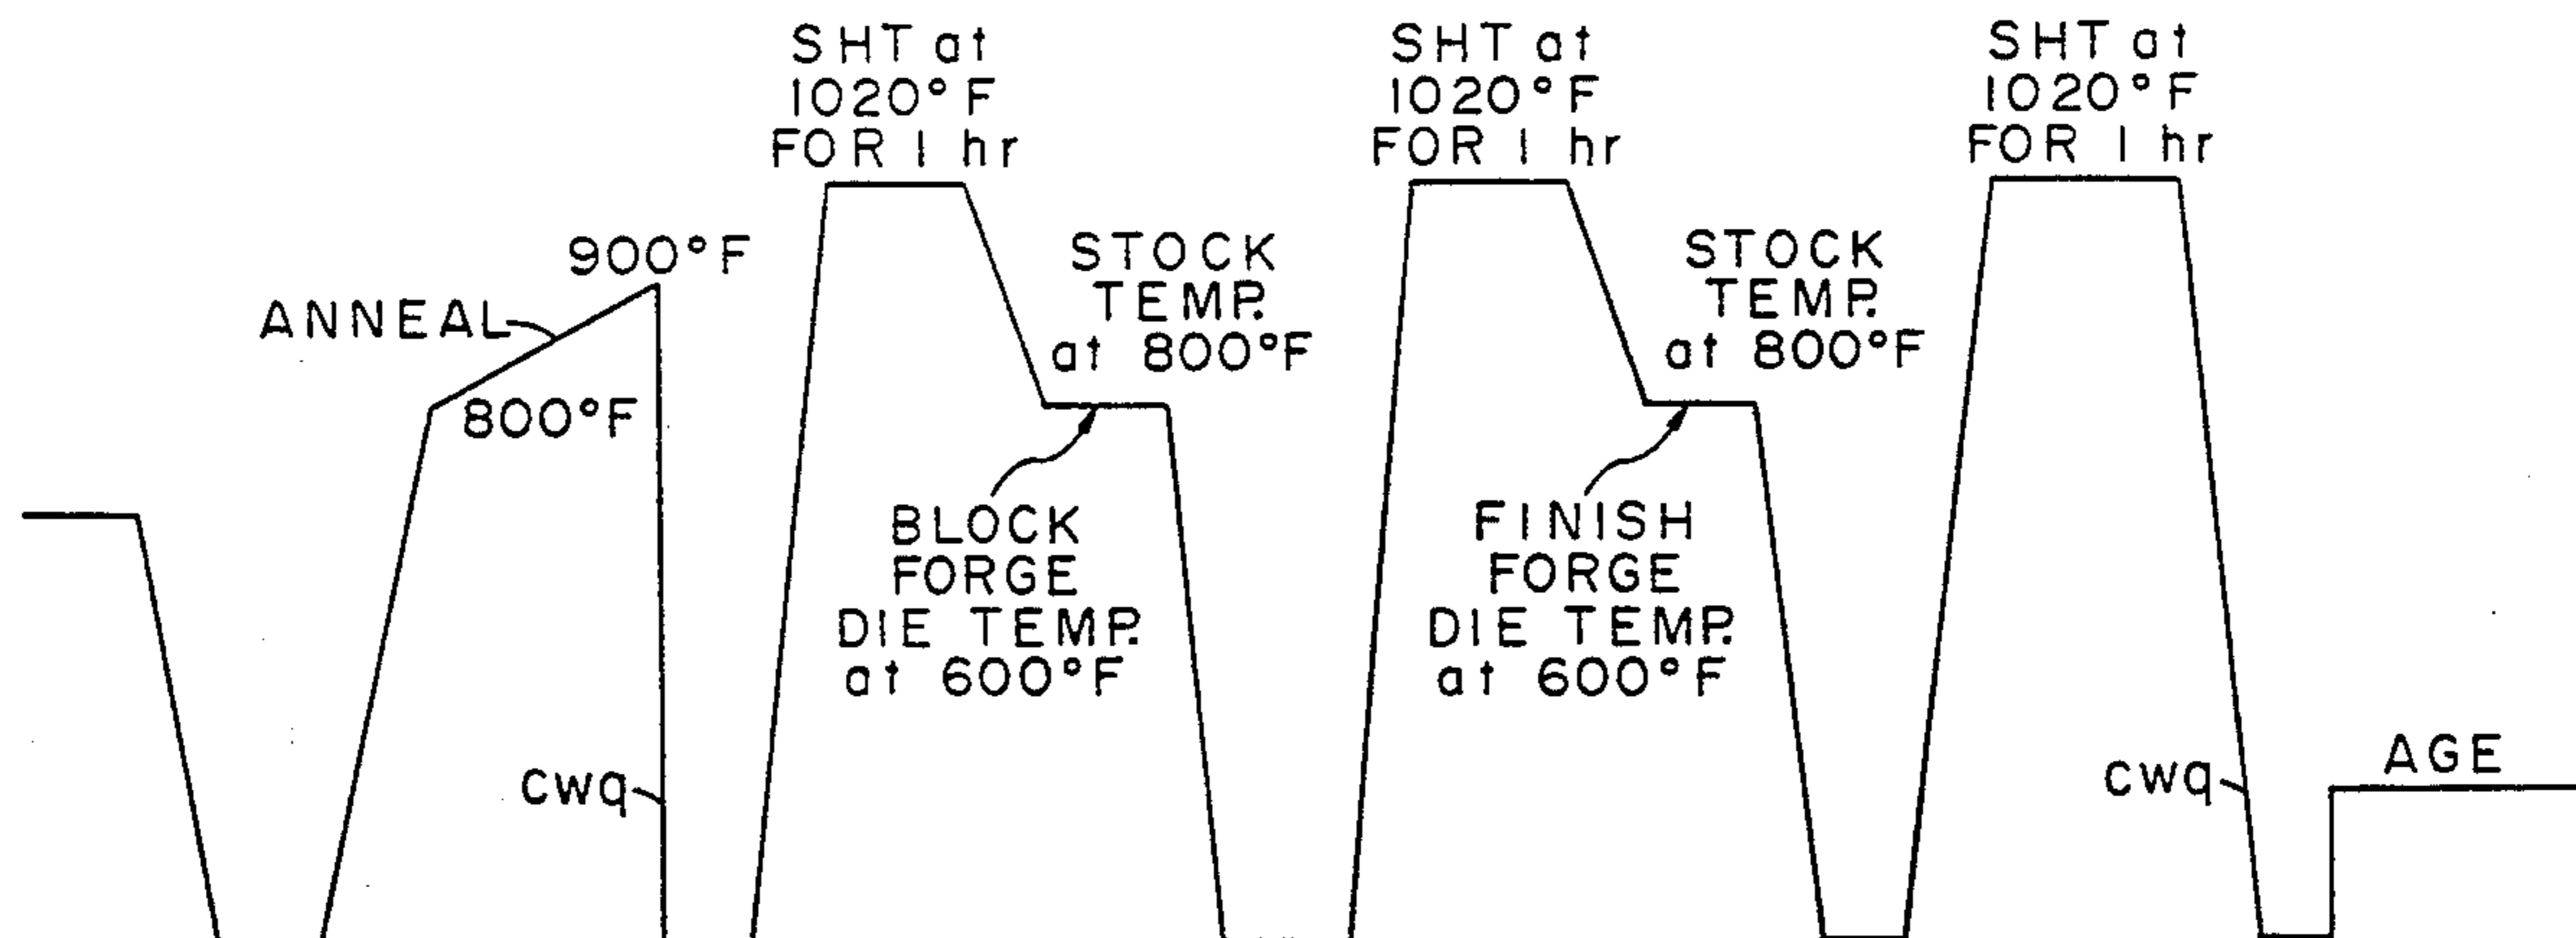 SHT at
1020°F
FOR 1 hr
SHT at
1020°F
FOR 1 hr
SHT at
1020°F
FOR 1 hr
900°F
ANNEAL
800°F
STOCK
TEMP.
at 800°F
STOCK
TEMP.
at 800°F
BLOCK
FORGE
DIE TEMP.
at 600°F
FINISH
FORGE
DIE TEMP.
at 600°F
cwq
cwq
AGE